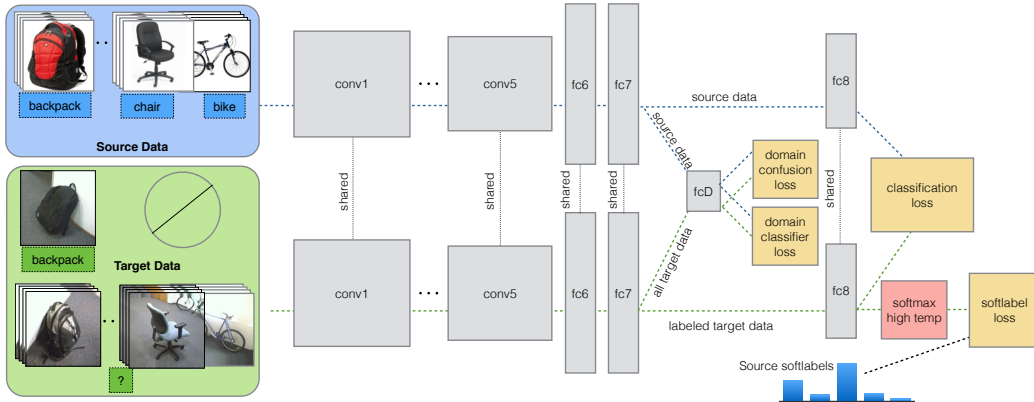 backpack
chair
bike
Source Data
backpack
Target Data
?
conv1
conv5
fc6
fc7
shared
shared
shared
shared
conv1
conv5
fc6
fc7
source data
source data
all target data
labeled target data
fcD
domain
confusion
loss
domain
classifier
loss
fc8
shared
fc8
classification
loss
softmax
high temp
softlabel
loss
Source softlabels